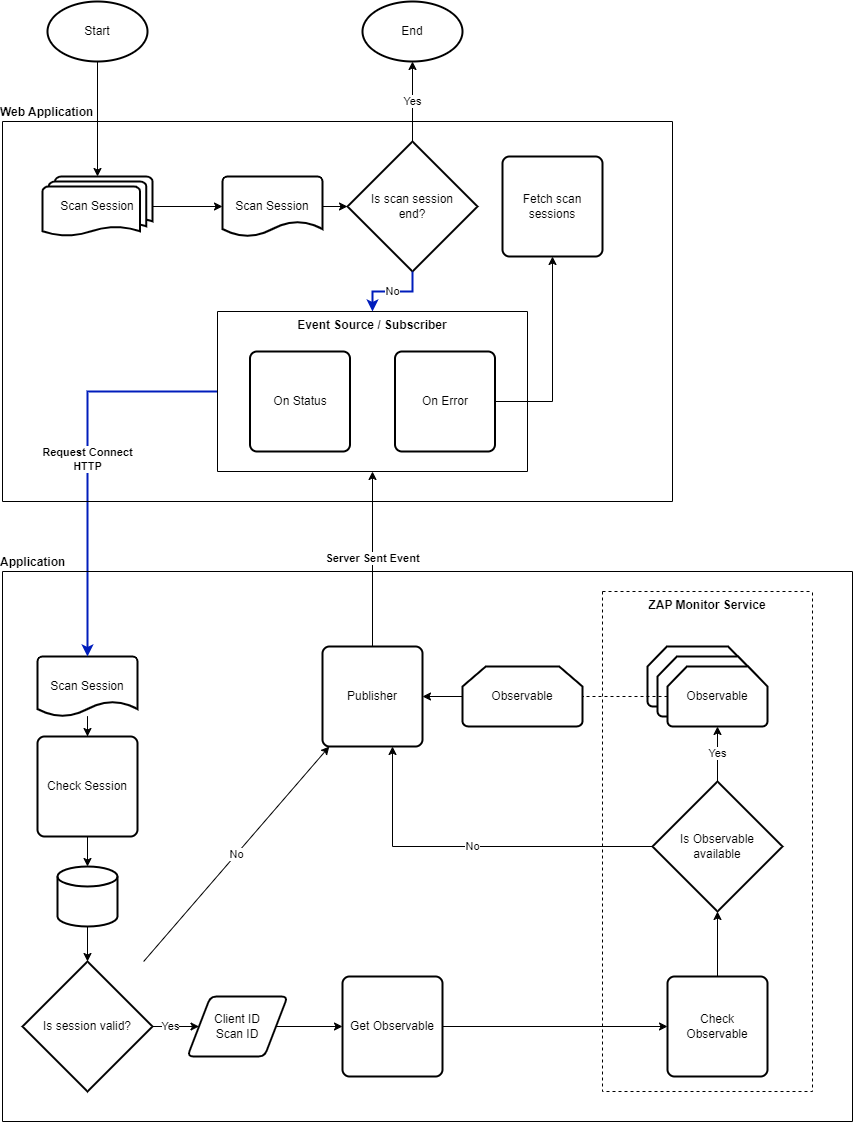 Start
End
Yes
Web Application
Scan Session
Scan Session
Is scan session
end?
Fetch scan
sessions
No
Event Source / Subscriber
On Status
On Error
Request Connect
HTTP
Server Sent Event
Application
ZAP Monitor Service
Scan Session
Publisher
Observable
Observable
Yes
Check Session
No
No
Is Observable
available
Is session valid?
Yes
Client ID
Scan ID
Get Observable
Check
Observable